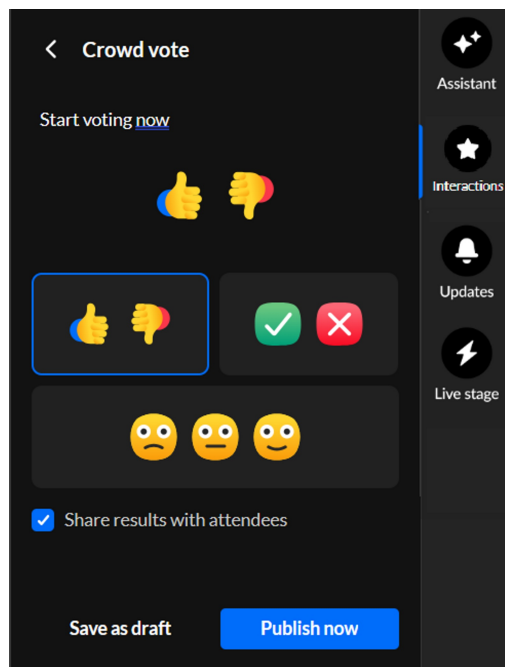 Crowd vote
Start voting now
Share results with attendees
Save as draft
Publish now
Assistant
Interactions
Updates
Live stage